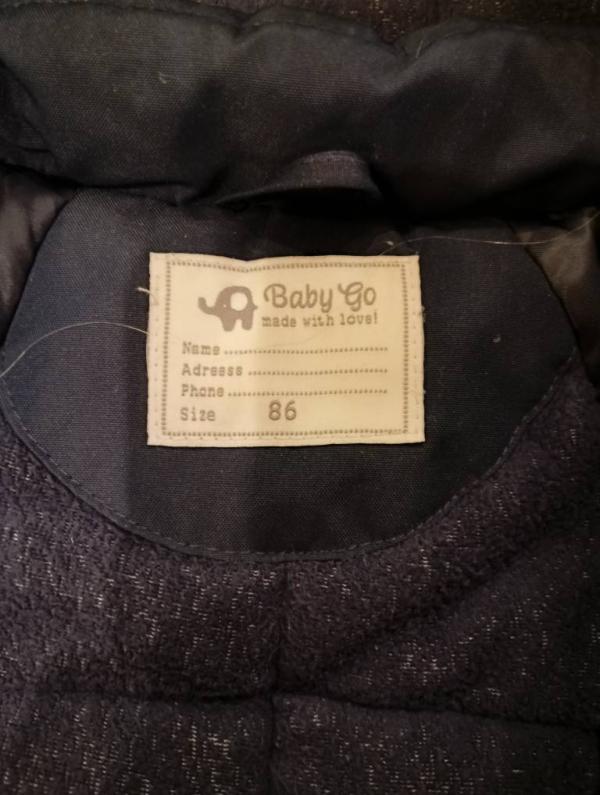 Baby Go
made with love!
Name
Adresss
Phone
Size 86